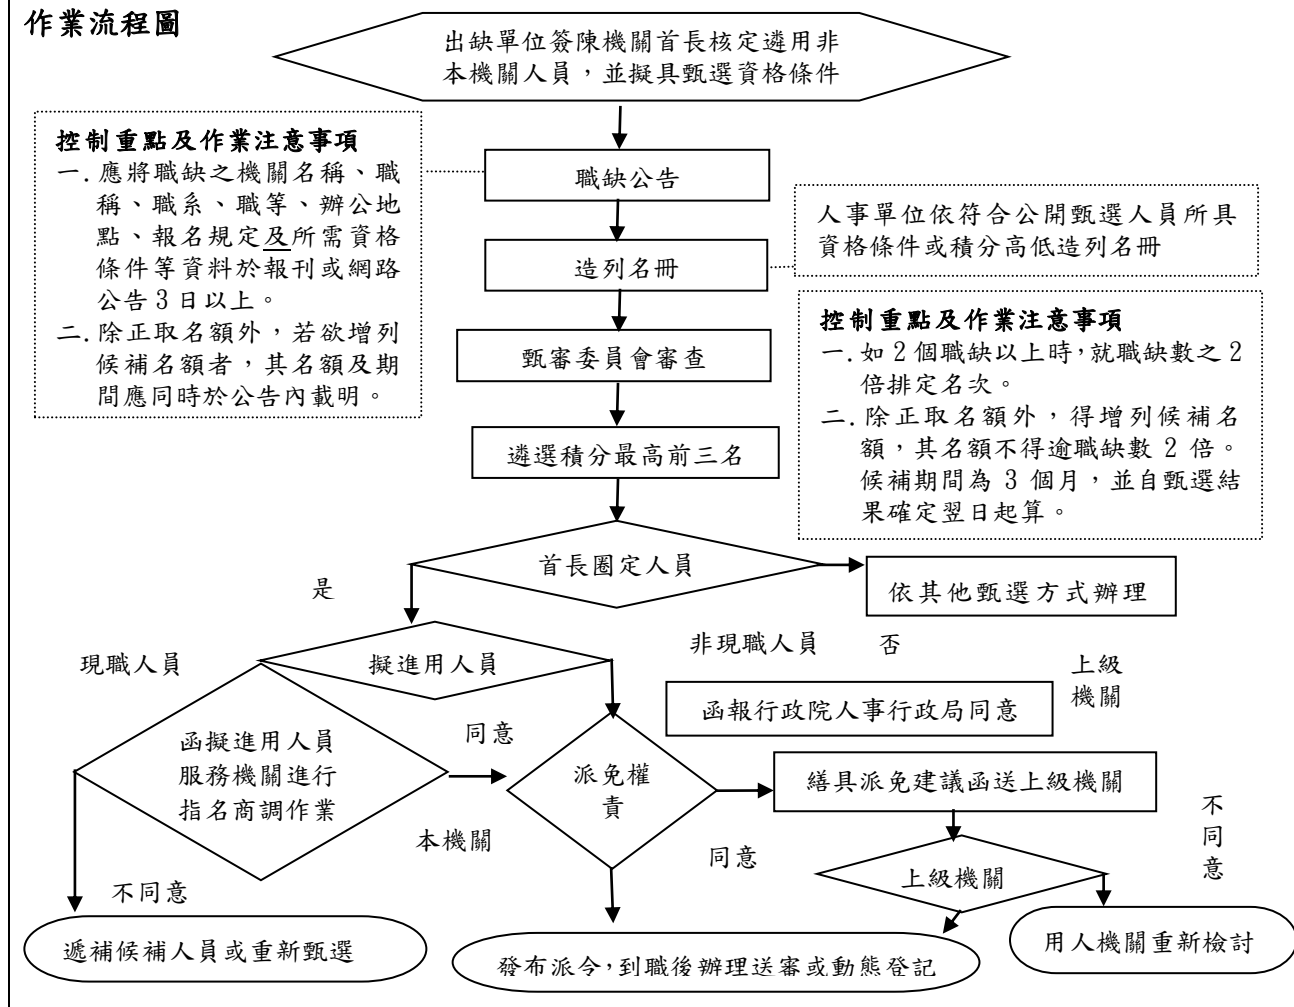 作業流程圖
出缺單位簽陳機關首長核定遴用非
本機關人員，並擬具甄選資格條件
控制重點及作業注意事項
一. 應將職缺之機關名稱、職
稱、職系、職等、辦公地
點、報名規定及所需資格
條件等資料於報刊或網路
公告3日以上。
二. 除正取名額外，若欲增列
候補名額者，其名額及期
間應同時於公告內載明。
職缺公告
人事單位依符合公開甄選人員所具
資格條件或積分高低造列名冊
造列名冊
控制重點及作業注意事項
一. 如2個職缺以上時，就職缺數之2
倍排定名次。
二. 除正取名額外，得增列候補名
額，其名額不得逾職缺數 2 倍。
候補期間為 3 個月，並自甄選結
果確定翌日起算。
甄審委員會審查
遴選積分最高前三名
首長圈定人員
依其他甄選方式辦理
是
非現職人員
否
現職人員
擬進用人員
上級
機關
函報行政院人事行政局同意
函擬進用人員
服務機關進行
指名商調作業
同意
派免權
責
繕具派免建議函送上級機關
不
同
意
本機關
同意
上級機關
不同意
遞補候補人員或重新甄選
發布派令，到職後辦理送審或動態登記
用人機關重新檢討